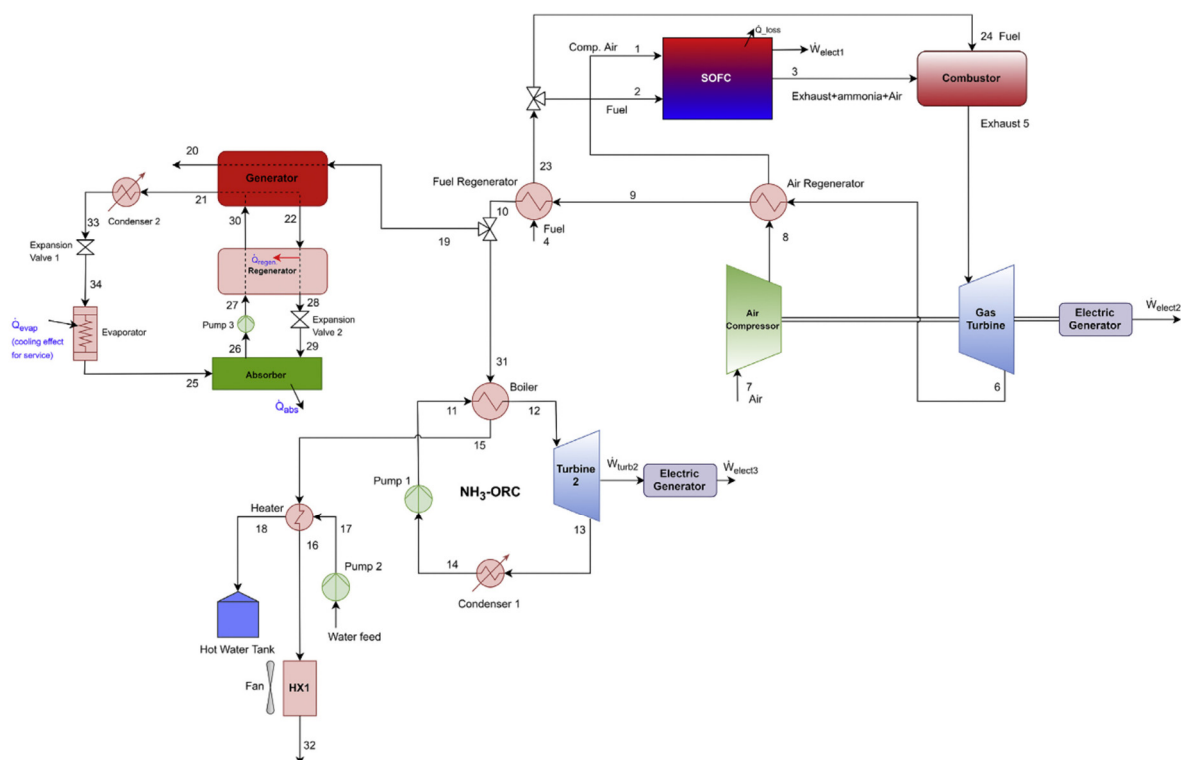 24 Fuel
Q̇_loss
Comp. Air
1
Ẇelect1
SOFC
3
Combustor
2
Fuel
Exhaust+ammonia+Air
Exhaust 5
20
Generator
23
Fuel Regenerator
Air Regenerator
21
10
9
Condenser 2
30
22
33
19
Fuel
4
8
Expansion
Valve 1
Q̇regen.
Regenerator
34
27
28
Air
Compressor
Gas
Turbine
Electric
Generator
Ẇelect2
Q̇evap
(cooling effect
for service)
Evaporator
Pump 3
Expansion
Valve 2
26
29
31
25
Absorber
7
Air
6
Q̇abs
Boiler
11
12
15
Turbine
2
Ẇturb2
Electric
Generator
Ẇelect3
Pump 1
NH3-ORC
Heater
18
16
17
13
14
Pump 2
Condenser 1
Water feed
Hot Water Tank
Fan
HX1
32